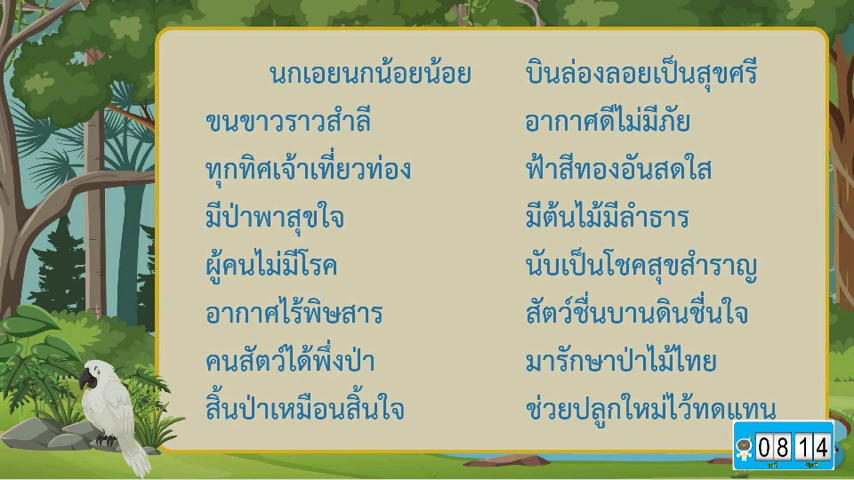 นกเอยนกน้อยน้อย บินล่องลอยเป็นสุขศรี
ขนขาวราวสำลี อากาศดีไม่มีภัย
ทุกทิศเจ้าเที่ยวท่อง ฟ้าสีทองอันสดใส
มีป่าพาสุขใจ มีต้นไม้มีลำธาร
ผู้คนไม่มีโรค นับเป็นโชคสุขสำราญ
อากาศไร้พิษสาร สัตว์ชื่นบานดินชื่นใจ
คนสัตว์ได้พึ่งป่า มารักษาป่าไม้ไทย
สิ้นป่าเหมือนสิ้นใจ ช่วยปลูกใหม่ไว้ทดแทน
08 14